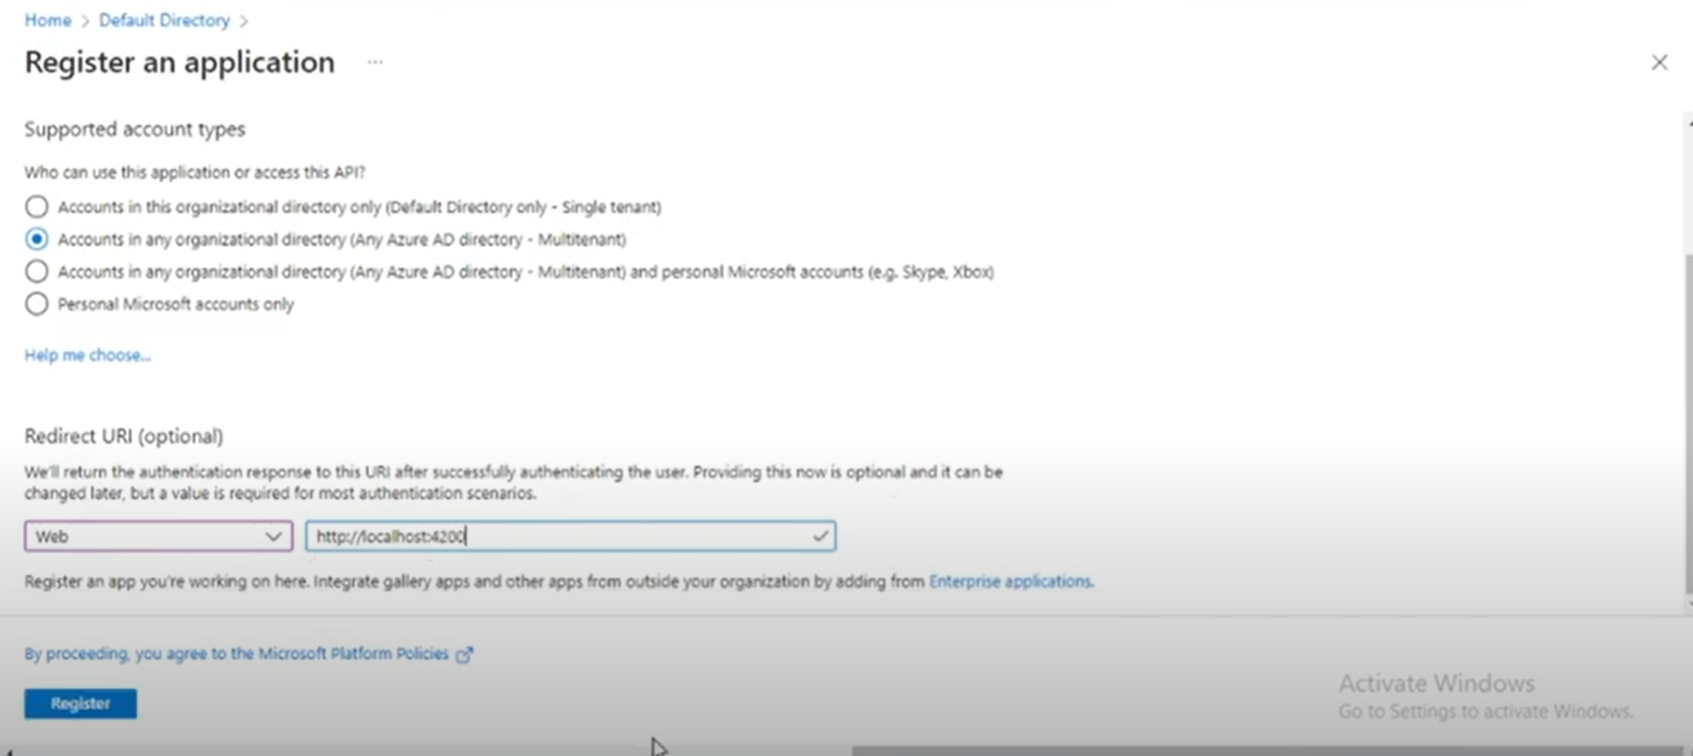 Home > Default Directory >
Register an application ...
Supported account types
Who can use this application or access this API?
Accounts in this organizational directory only (Default Directory only - Single tenant)
Accounts in any organizational directory (Any Azure AD directory - Multitenant)
Accounts in any organizational directory (Any Azure AD directory - Multitenant) and personal Microsoft accounts (e.g. Skype, Xbox)
Personal Microsoft accounts only
Help me choose...
Redirect URI (optional)
We'll return the authentication response to this URI after successfully authenticating the user. Providing this now is optional and it can be
changed later, but a value is required for most authentication scenarios.
Web
http://localhost:4200
Register an app you're working on here. Integrate gallery apps and other apps from outside your organization by adding from Enterprise applications.
By proceeding, you agree to the Microsoft Platform Policies
Register
Activate Windows
Go to Settings to activate Windows.